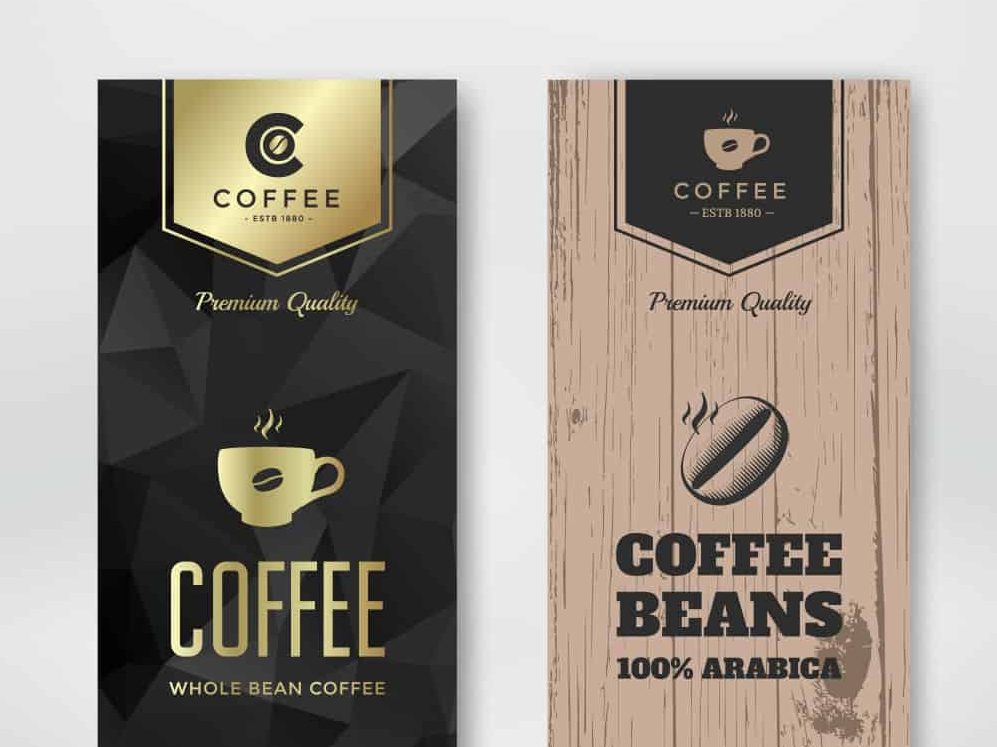 COFFEE
- ESTB 1880 -
Premium Quality
COFFEE
WHOLE BEAN COFFEE
COFFEE
— ESTB 1880 —
Premium Quality
COFFEE
BEANS
100% ARABICA